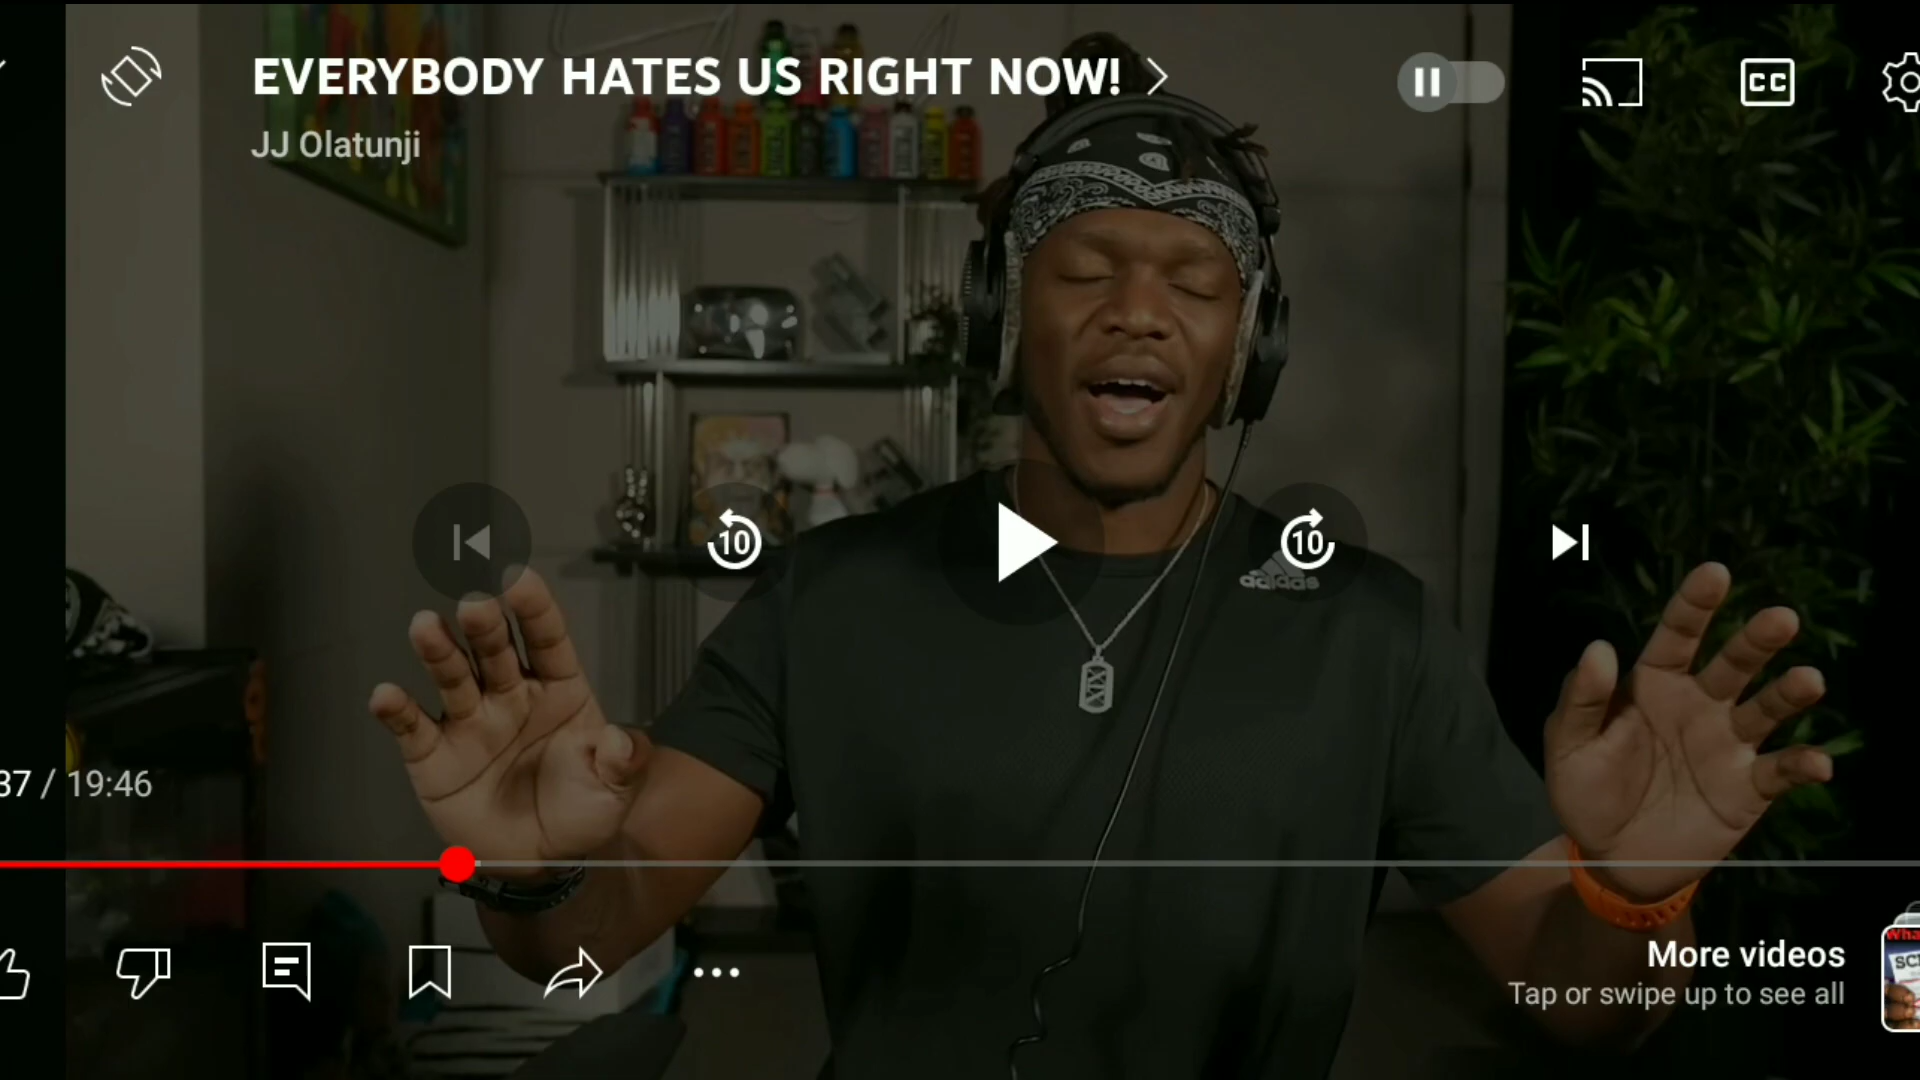 EVERYBODY HATES US RIGHT NOW!
JJ Olatunji
CC
10
10
adidas
37 / 19:46
More videos
Tap or swipe up to see all